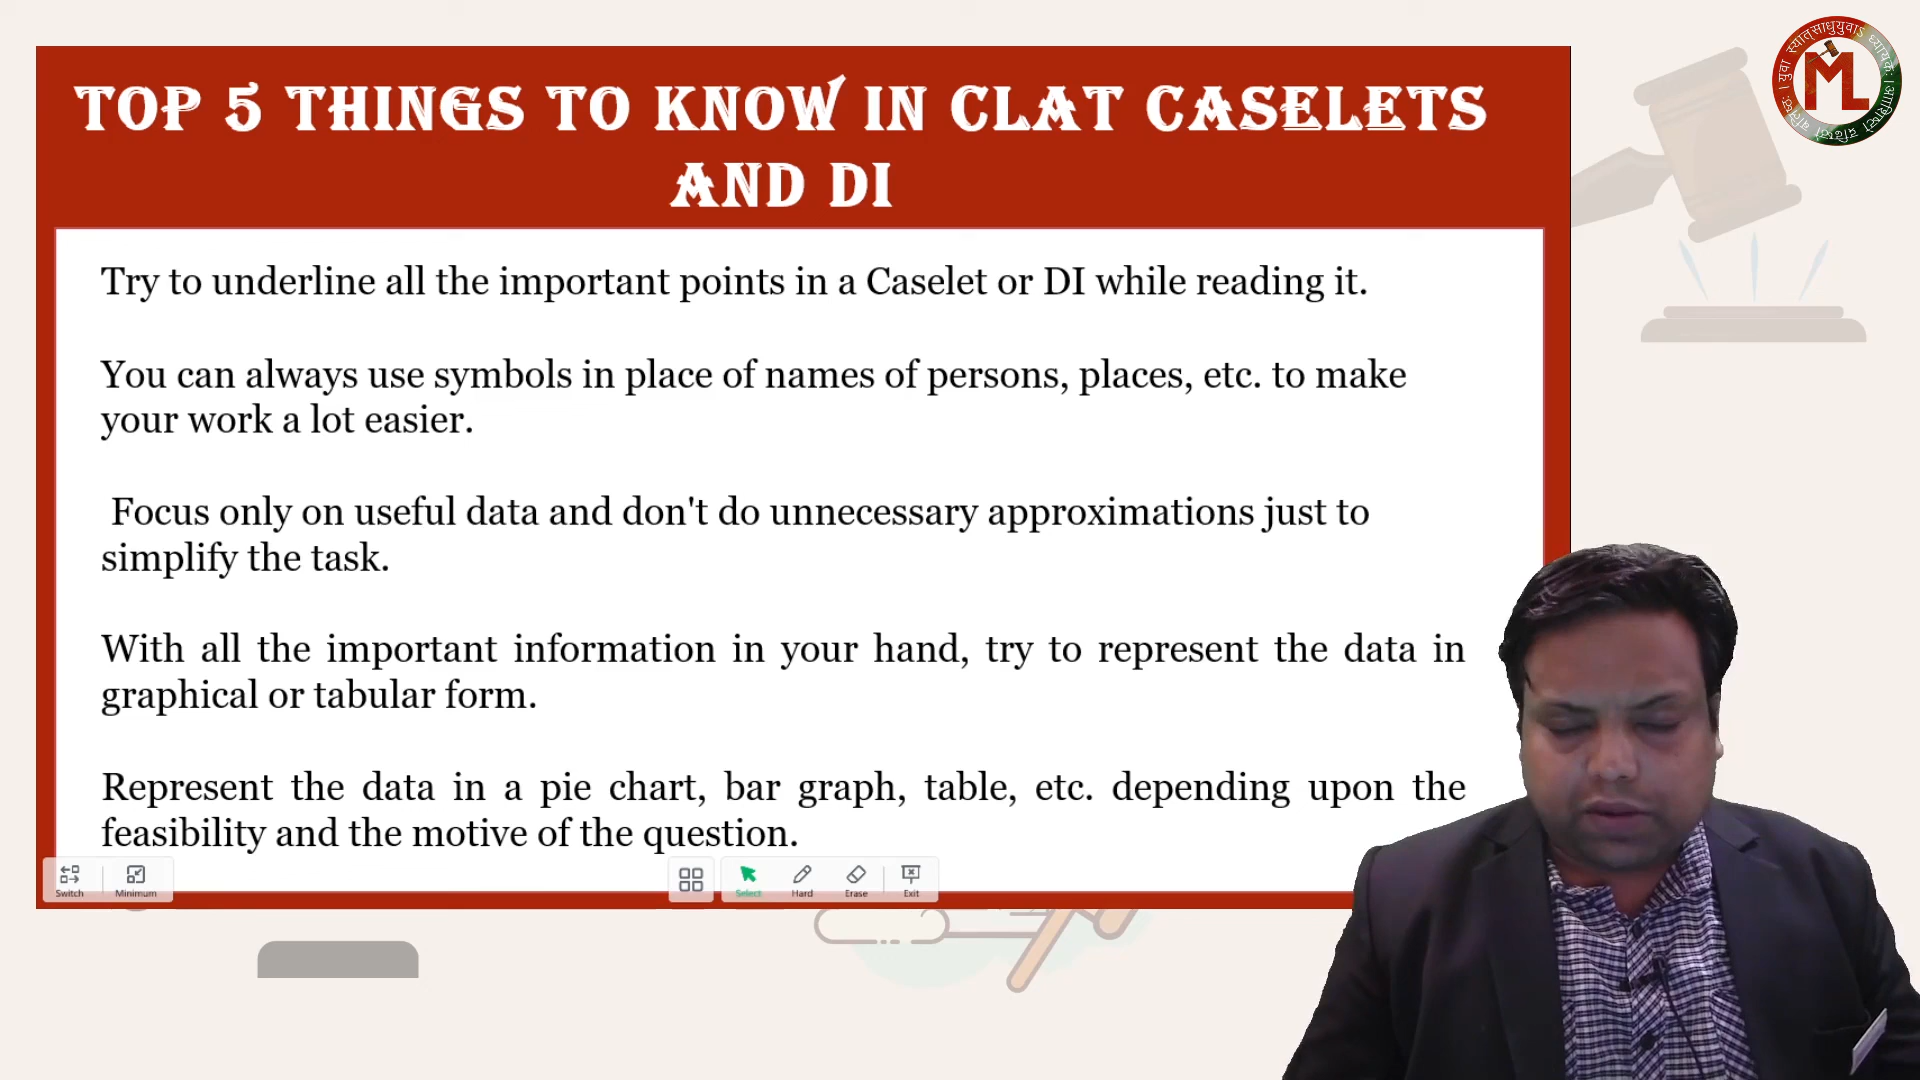 TOP 5 THINGS TO KNOW IN CLAT CASELETS
AND DI
Try to underline all the important points in a Caselet or DI while reading it.
You can always use symbols in place of names of persons, places, etc. to make
your work a lot easier.
Focus only on useful data and don't do unnecessary approximations just to
simplify the task.
With all the important information in your hand, try to represent the data in
graphical or tabular form.
Represent the data in a pie chart, bar graph, table, etc. depending upon the
feasibility and the motive of the question.
Switch
Minimum
Select
Hard
Erase
Exit
ML